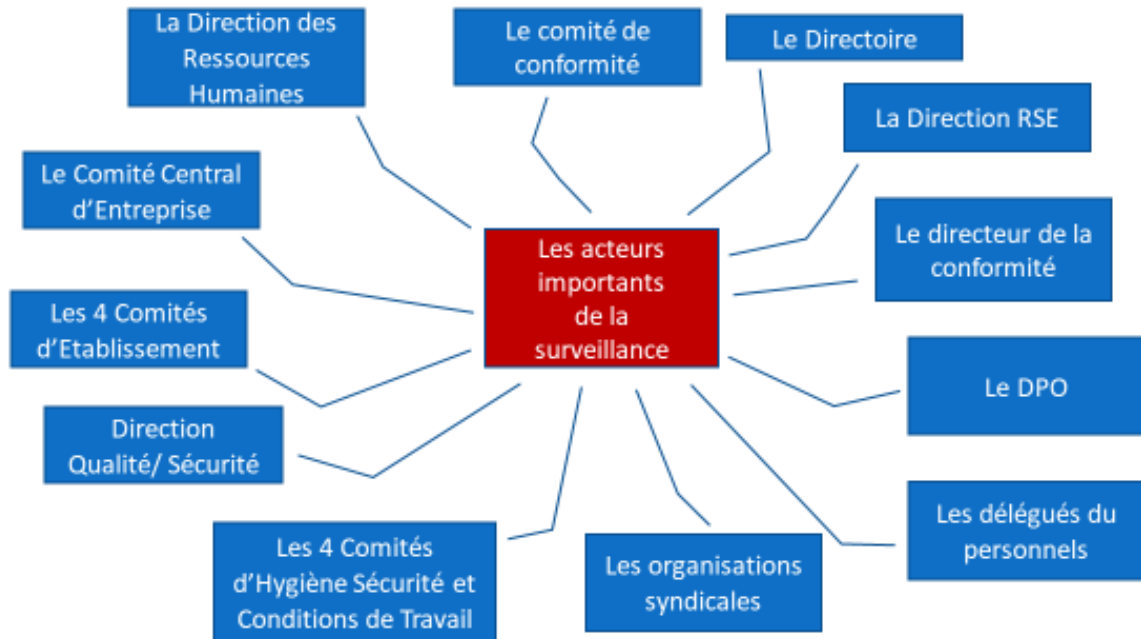 La Direction des
Ressources
Humaines
Le comité de
conformité
Le Directoire
La Direction RSE
Le Comité Central
d'Entreprise
Le directeur de la
conformité
Les acteurs
importants
de la
surveillance
Les 4 Comités
d'Etablissement
Le DPO
Direction
Qualité/ Sécurité
Les délégués du
personnels
Les 4 Comités
d'Hygiène Sécurité et
Conditions de Travail
Les organisations
syndicales